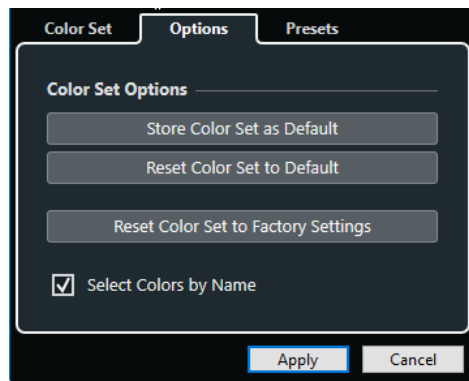 Color Set Options Presets
Color Set Options
Store Color Set as Default
Reset Color Set to Default
Reset Color Set to Factory Settings
Select Colors by Name
Apply Cancel